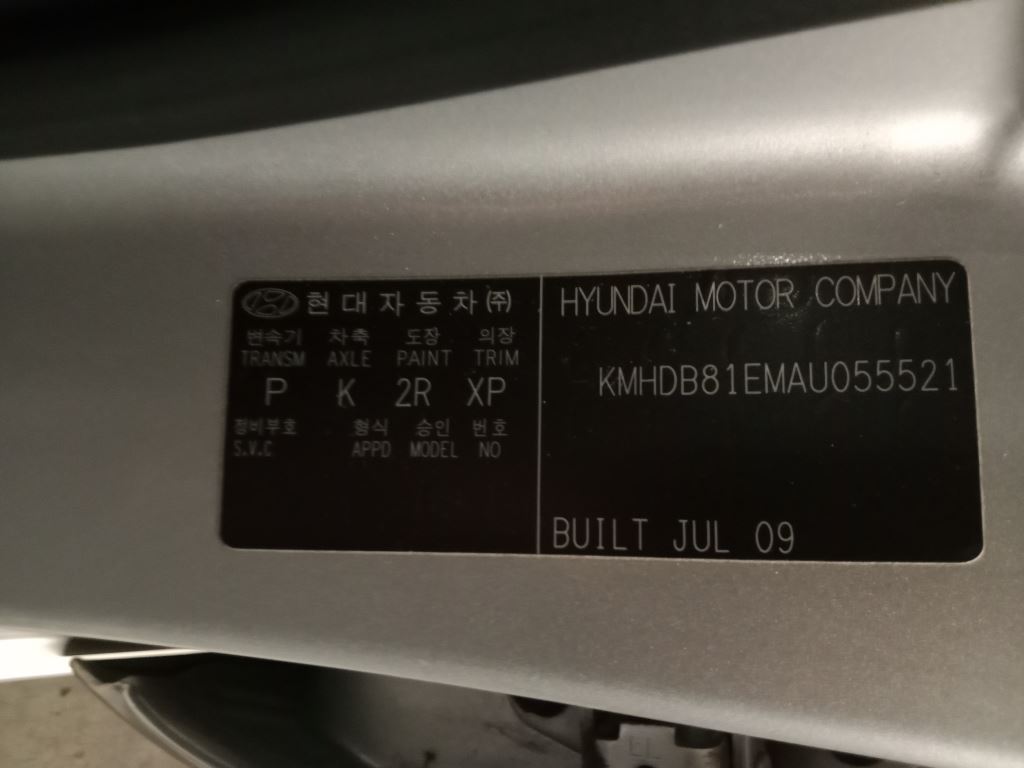 현대자동차㈜
변속기 차축 도장 의장
TRANSM AXLE PAINT TRIM
P K 2R XP
정비부호 형식 승인 번호
S.V.C APPD MODEL NO
HYUNDAI MOTOR COMPANY
KMHDB81EMAU055521
BUILT JUL 09